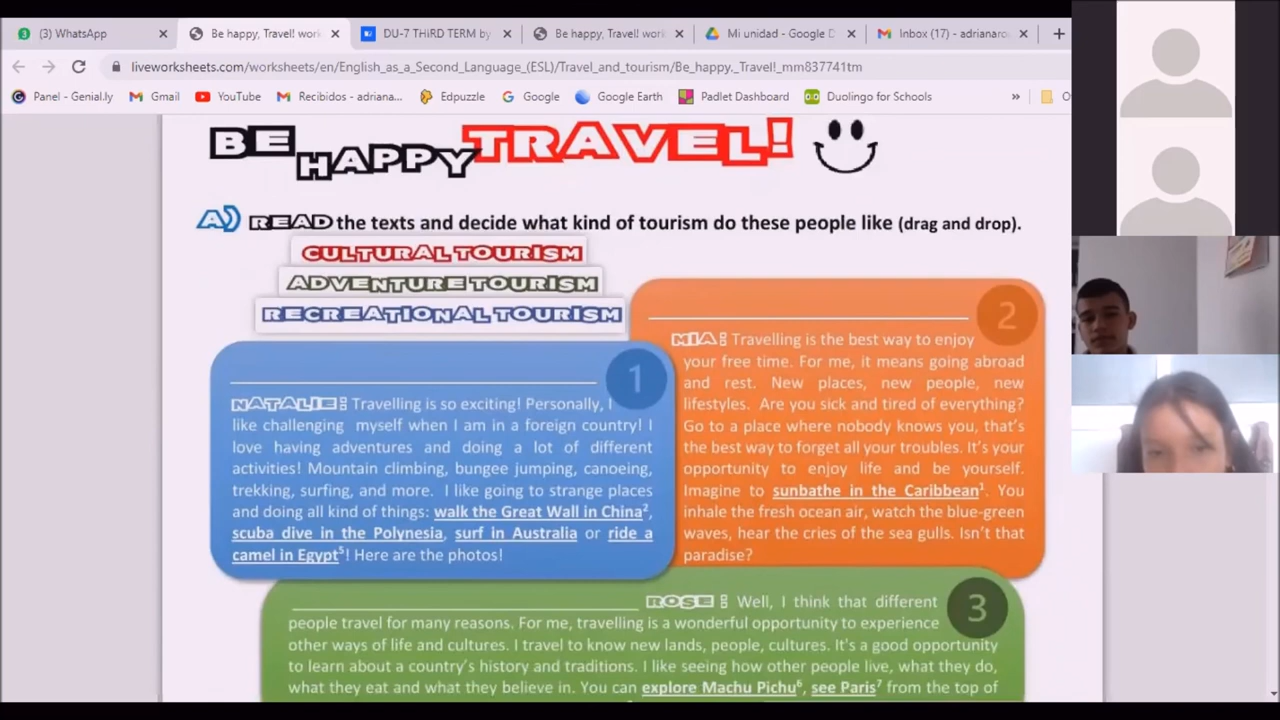 (3) WhatsApp
Be happy, Travel! worl
DU-7 THiRD TERM by
Be happy, Travel! worl
Mi unidad - Google D
Inbox (17) - adrianaro
liveworksheets.com/worksheets/en/English_as_a_Second_Language_(ESL)/Travel_and_tourism/Be_happy._Travel!_mm837741tm
Panel - Genial.ly
Gmail
YouTube
Recibidos - adriana...
Edpuzzle
Google
Google Earth
Padlet Dashboard
Duolingo for Schools
»
BE HAPPY TRAVEL!
A) READ the texts and decide what kind of tourism do these people like (drag and drop).
CULTURAL TOURISM
ADVENTURE TOURISM
RECREATIONAL TOURISM
1
NATALIE: Travelling is so exciting! Personally, I
like challenging myself when I am in a foreign country! I
love having adventures and doing a lot of different
activities! Mountain climbing, bungee jumping, canoeing,
trekking, surfing, and more. I like going to strange places
and doing all kind of things: walk the Great Wall in China²,
scuba dive in the Polynesia, surf in Australia or ride a
camel in Egypt⁵! Here are the photos!
2
MIA: Travelling is the best way to enjoy
your free time. For me, it means going abroad
and rest. New places, new people, new
lifestyles. Are you sick and tired of everything?
Go to a place where nobody knows you, that's
the best way to forget all your troubles. It's your
opportunity to enjoy life and be yourself.
Imagine to sunbathe in the Caribbean¹. You
inhale the fresh ocean air, watch the blue-green
waves, hear the cries of the sea gulls. Isn't that
paradise?
3
ROSE: Well, I think that different
people travel for many reasons. For me, travelling is a wonderful opportunity to experience
other ways of life and cultures. I travel to know new lands, people, cultures. It's a good opportunity
to learn about a country's history and traditions. I like seeing how other people live, what they do,
what they eat and what they believe in. You can explore Machu Pichu⁶, see Paris⁷ from the top of